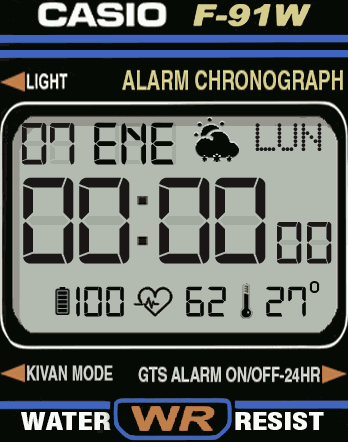 CASIO F-91W
LIGHT ALARM CHRONOGRAPH
07 ENE LUN
00:00 00
100 62 27°
KIVAN MODE GTS ALARM ON/OFF-24HR
WATER WR RESIST